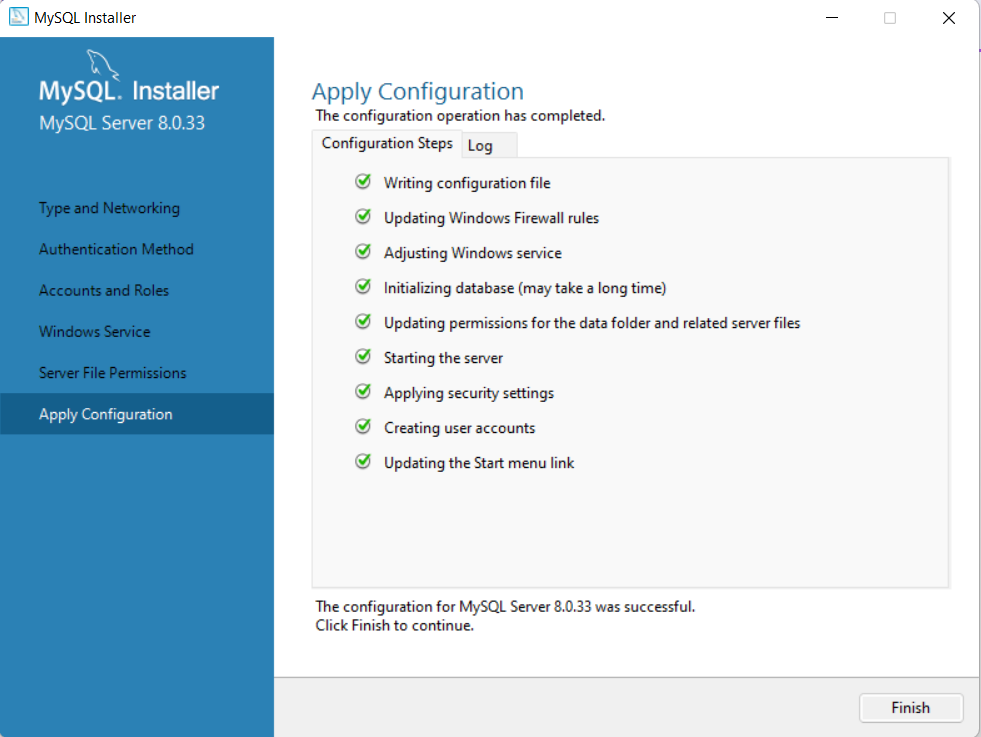 MySQL Installer
MySQL. Installer
MySQL Server 8.0.33
Type and Networking
Authentication Method
Accounts and Roles
Windows Service
Server File Permissions
Apply Configuration
Apply Configuration
The configuration operation has completed.
Configuration Steps Log
Writing configuration file
Updating Windows Firewall rules
Adjusting Windows service
Initializing database (may take a long time)
Updating permissions for the data folder and related server files
Starting the server
Applying security settings
Creating user accounts
Updating the Start menu link
The configuration for MySQL Server 8.0.33 was successful.
Click Finish to continue.
Finish